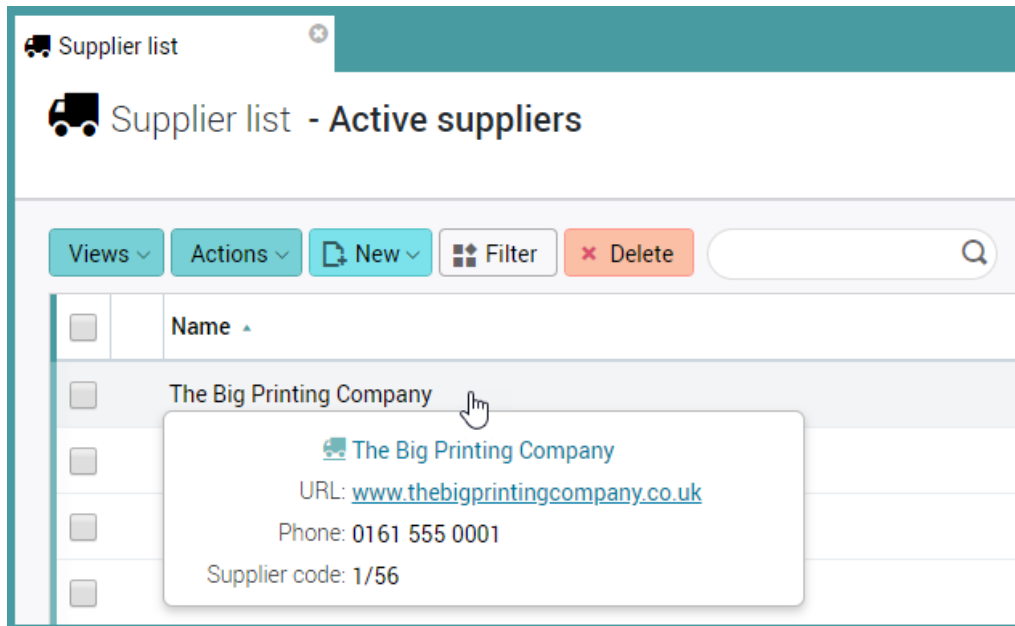 Supplier list
Supplier list - Active suppliers
Views Actions New Filter Delete
Name
The Big Printing Company
The Big Printing Company
URL: www.thebigprintingcompany.co.uk
Phone: 0161 555 0001
Supplier code: 1/56